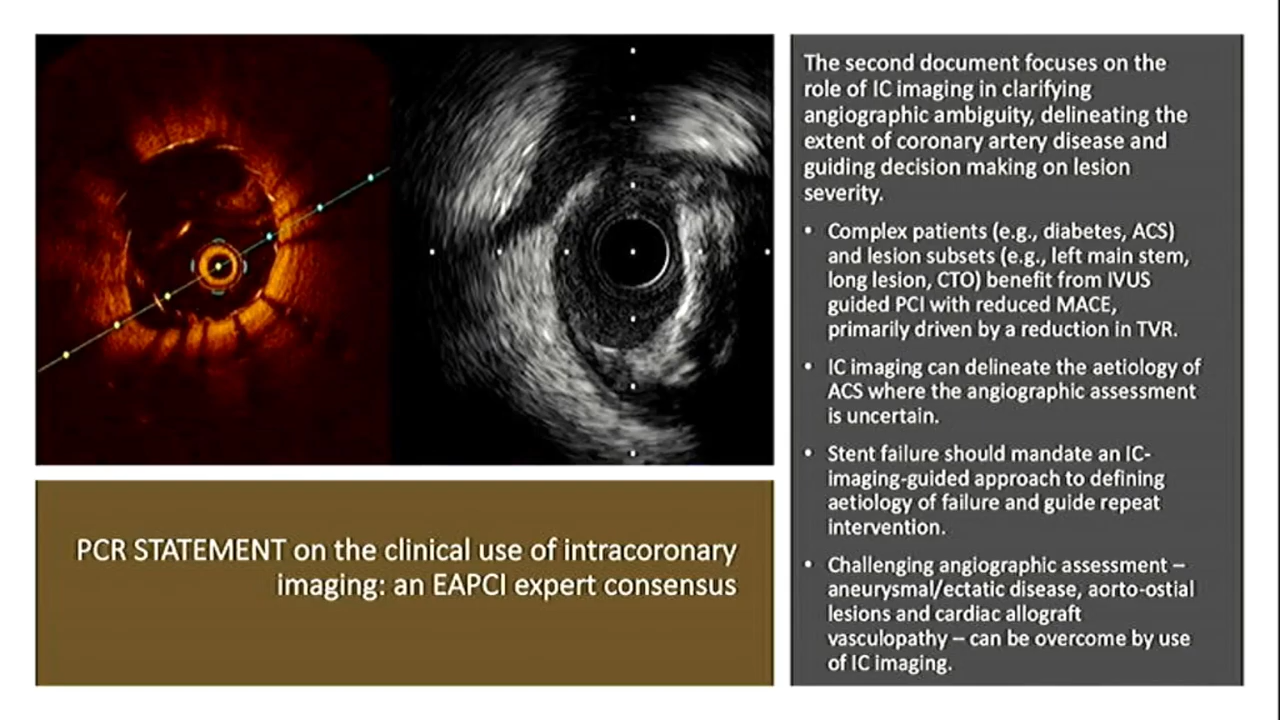 PCR STATEMENT on the clinical use of intracoronary
imaging: an EAPCI expert consensus
The second document focuses on the
role of IC imaging in clarifying
angiographic ambiguity, delineating the
extent of coronary artery disease and
guiding decision making on lesion
severity.
• Complex patients (e.g., diabetes, ACS)
and lesion subsets (e.g., left main stem,
long lesion, CTO) benefit from IVUS
guided PCI with reduced MACE,
primarily driven by a reduction in TVR.
• IC imaging can delineate the aetiology of
ACS where the angiographic assessment
is uncertain.
• Stent failure should mandate an IC-
imaging-guided approach to defining
aetiology of failure and guide repeat
intervention.
• Challenging angiographic assessment –
aneurysmal/ectatic disease, aorto-ostial
lesions and cardiac allograft
vasculopathy – can be overcome by use
of IC imaging.